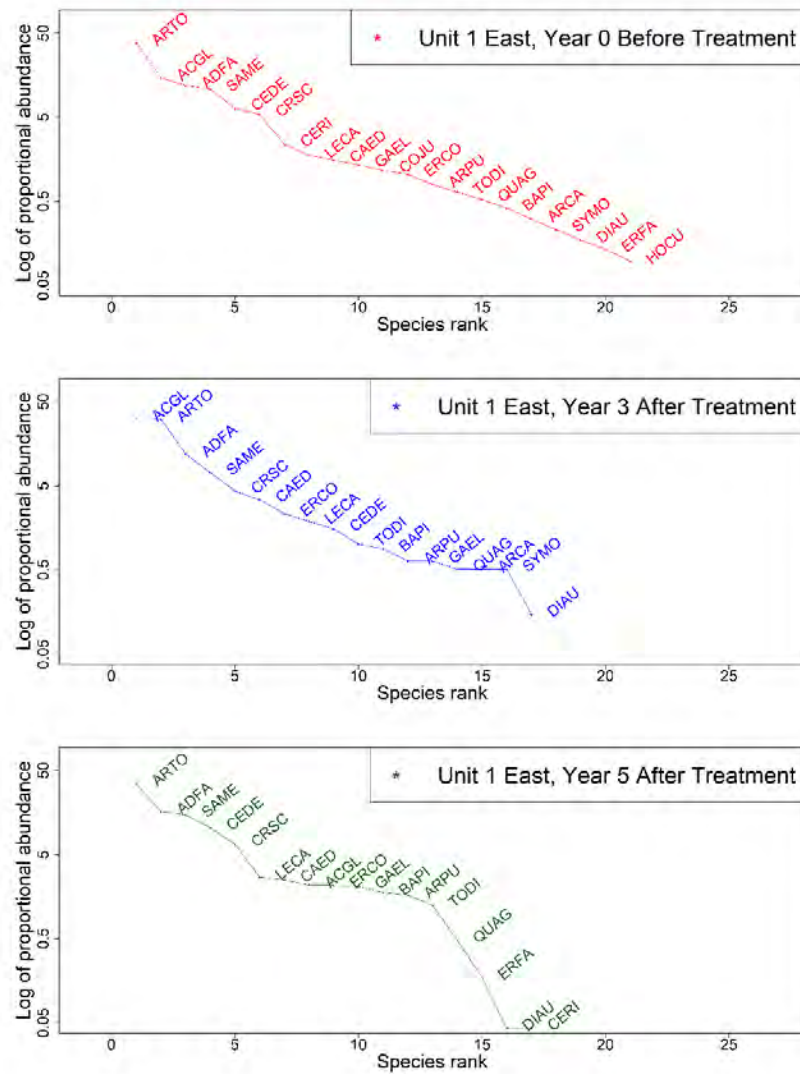 * Unit 1 East, Year 0 Before Treatment
Log of proportional abundance
50
5
0.5
0.05
ARTO
ACGL
ADFA
SAME
CEDE
CRSC
CERI
LECA
CAED
GAEL
COJU
ERCO
ARPU
TODI
QUAG
BAPI
ARCA
SYMO
DIAU
ERFA
HOCU
0 5 10 15 20 25
Species rank
* Unit 1 East, Year 3 After Treatment
Log of proportional abundance
50
5
0.5
0.05
ACGL
ARTO
ADFA
SAME
CRSC
CAED
ERCO
LECA
CEDE
TODI
BAPI
ARPU
GAEL
QUAG
ARCA
SYMO
DIAU
0 5 10 15 20 25
Species rank
* Unit 1 East, Year 5 After Treatment
Log of proportional abundance
50
5
0.5
0.05
ARTO
ADFA
SAME
CEDE
CRSC
LECA
CAED
ACGL
ERCO
GAEL
BAPI
ARPU
TODI
QUAG
ERFA
DIAU
CERI
0 5 10 15 20 25
Species rank